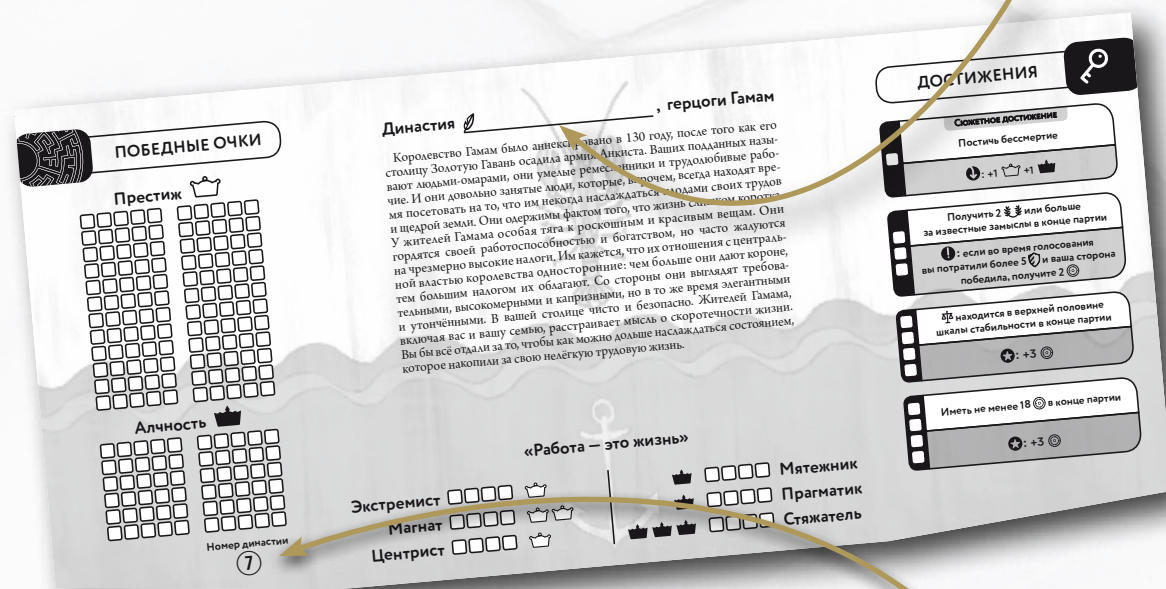 ПОБЕДНЫЕ ОЧКИ
Престиж
Алчность
Номер династии
7
Династия , герцоги Гамам
Королевство Гамам было аннексировано в 130 году, после того как его
столицу Золотую Гавань осадила армия Анкиста. Ваших подданных назы-
вают людьми-омарами, они умелые ремесленники и трудолюбивые рабо-
чие. И они довольно занятые люди, которые, впрочем, всегда находят вре-
мя посетовать на то, что им некогда наслаждаться плодами своих трудов
и щедрой земли. Они одержимы фактом того, что жизнь слишком коротка.
У жителей Гамама особая тяга к роскошным и красивым вещам. Они
гордятся своей работоспособностью и богатством, но часто жалуются
на чрезмерно высокие налоги. Им кажется, что их отношения с централь-
ной властью королевства односторонние: чем больше они дают короне,
тем большим налогом их облагают. Со стороны они выглядят требова-
тельными, высокомерными и капризными, но в то же время элегантными
и утончёнными. В вашей столице чисто и безопасно. Жителей Гамама,
включая вас и вашу семью, расстраивает мысль о скоротечности жизни.
Вы бы всё отдали за то, чтобы как можно дольше наслаждаться состоянием,
которое накопили за свою нелёгкую трудовую жизнь.
«Работа — это жизнь»
Экстремист
Магнат
Центрист
Мятежник
Прагматик
Стяжатель
ДОСТИЖЕНИЯ
Сюжетное достижение
Постичь бессмертие
: +1 +1
Получить 2 или больше
за известные замыслы в конце партии
! : если во время голосования
вы потратили более 5 и ваша сторона
победила, получите 2
находится в верхней половине
шкалы стабильности в конце партии
: +3
Иметь не менее 18 в конце партии
: +3